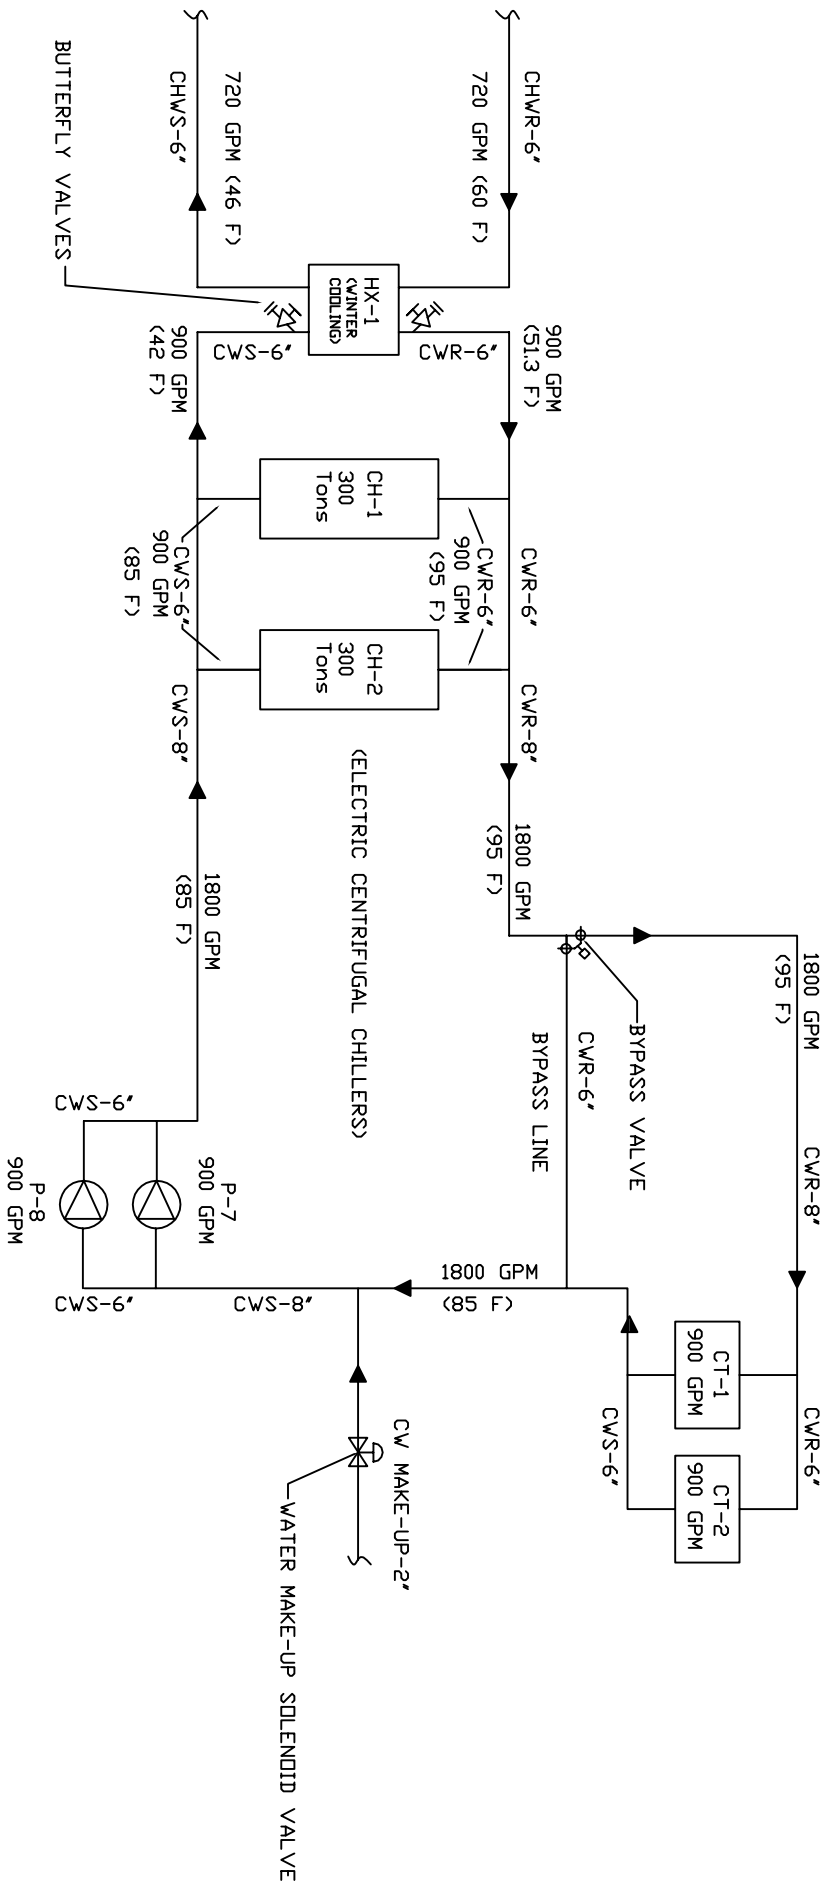 CHWR-6"
720 GPM (60 F)
720 GPM (46 F)
CHWS-6"
BUTTERFLY VALVES
HX-1
(WINTER
COOLING)
CWR-6"
CWS-6"
900 GPM
(51.3 F)
900 GPM
(42 F)
CH-1
300
Tons
CWR-6"
CWR-6"
900 GPM
(95 F)
CWS-6"
900 GPM
(85 F)
CH-2
300
Tons
CWR-8"
CWS-8"
(ELECTRIC CENTRIFUGAL CHILLERS)
1800 GPM
(95 F)
1800 GPM
(85 F)
1800 GPM
(95 F)
BYPASS VALVE
CWR-6"
BYPASS LINE
CWR-8"
CWS-6"
P-7
900 GPM
P-8
900 GPM
1800 GPM
(85 F)
CWS-8"
CWS-6"
CT-1
900 GPM
CWR-6"
CWS-6"
CT-2
900 GPM
CW MAKE-UP-2"
WATER MAKE-UP SOLENOID VALVE